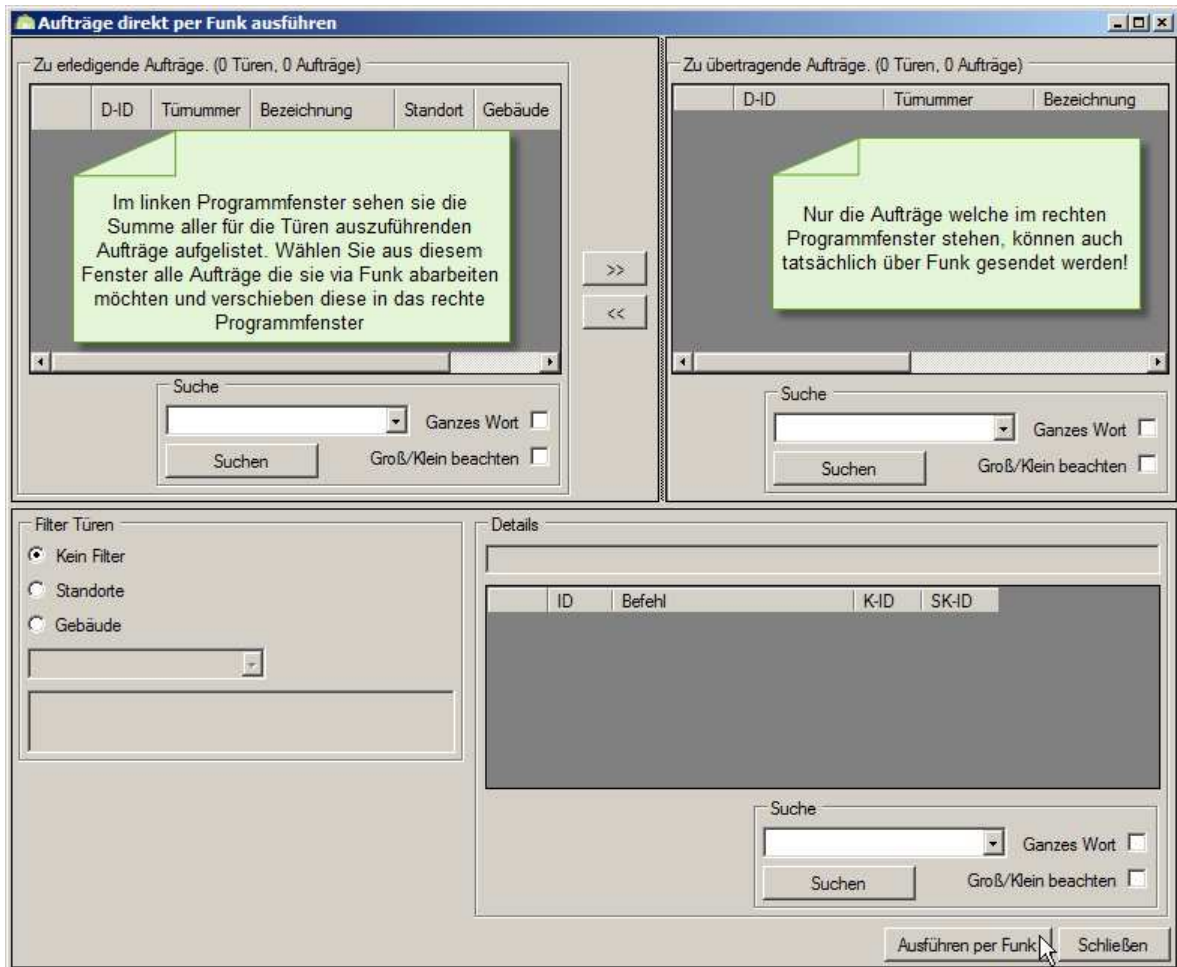 Aufträge direkt per Funk ausführen
Zu erledigende Aufträge. (0 Türen, 0 Aufträge)
D-ID Türnummer Bezeichnung Standort Gebäude
Im linken Programmfenster sehen sie die
Summe aller für die Türen auszuführenden
Aufträge aufgelistet. Wählen Sie aus diesem
Fenster alle Aufträge die sie via Funk abarbeiten
möchten und verschieben diese in das rechte
Programmfenster
Suche
Ganzes Wort
Suchen Groß/Klein beachten
>>
<<
Zu übertragende Aufträge. (0 Türen, 0 Aufträge)
D-ID Türnummer Bezeichnung
Nur die Aufträge welche im rechten
Programmfenster stehen, können auch
tatsächlich über Funk gesendet werden!
Suche
Ganzes Wort
Suchen Groß/Klein beachten
Filter Türen
Kein Filter
Standorte
Gebäude
Details
ID Befehl K-ID SK-ID
Suche
Ganzes Wort
Suchen Groß/Klein beachten
Ausführen per Funk Schließen